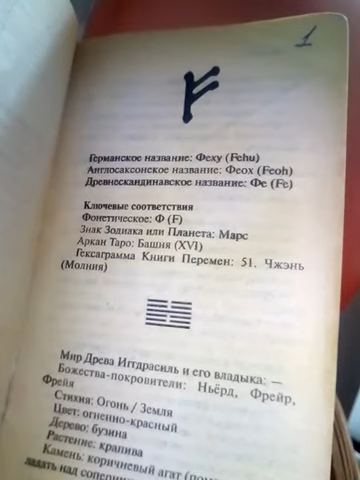 1
Германское название: Феху (Fehu)
Англосаксонское название: Феох (Feoh)
Древнескандинавское название: Фе (Fe)
Ключевые соответствия
Фонетическое: Ф (F)
Знак Зодиака или Планета: Марс
Аркан Таро: Башня (XVI)
Гексаграмма Книги Перемен: 51. Чжэнь
(Молния)
Мир Древа Иггдрасиль и его владыка: —
Божества-покровители: Ньёрд, Фрейр,
Фрейя
Стихия: Огонь / Земля
Цвет: огненно-красный
Дерево: бузина
Растение: крапива
Камень: коричневый агат
ладать над